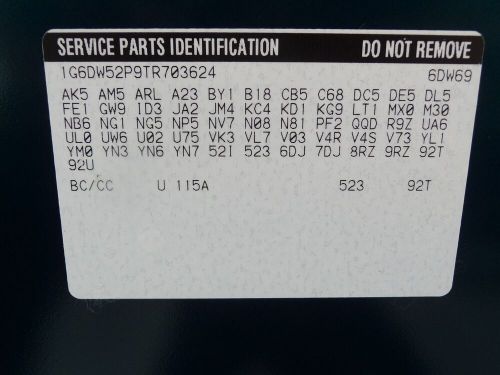 SERVICE PARTS IDENTIFICATION DO NOT REMOVE
1G6DW52P9TR703624 6DW69
AK5 AM5 ARL A23 BY1 B18 CB5 C68 DC5 DE5 DL5
FE1 GW9 ID3 JA2 JM4 KC4 KD1 KG9 LT1 MX0 M30
NB6 NG1 NG5 NP5 NV7 N08 N81 PF2 QQD R9Z UA6
UL0 UW6 U02 U75 VK3 VL7 V03 V4R V4S V73 YL1
YM0 YN3 YN6 YN7 52I 523 6DJ 7DJ 8RZ 9RZ 92T
92U
BC/CC U 115A 523 92T